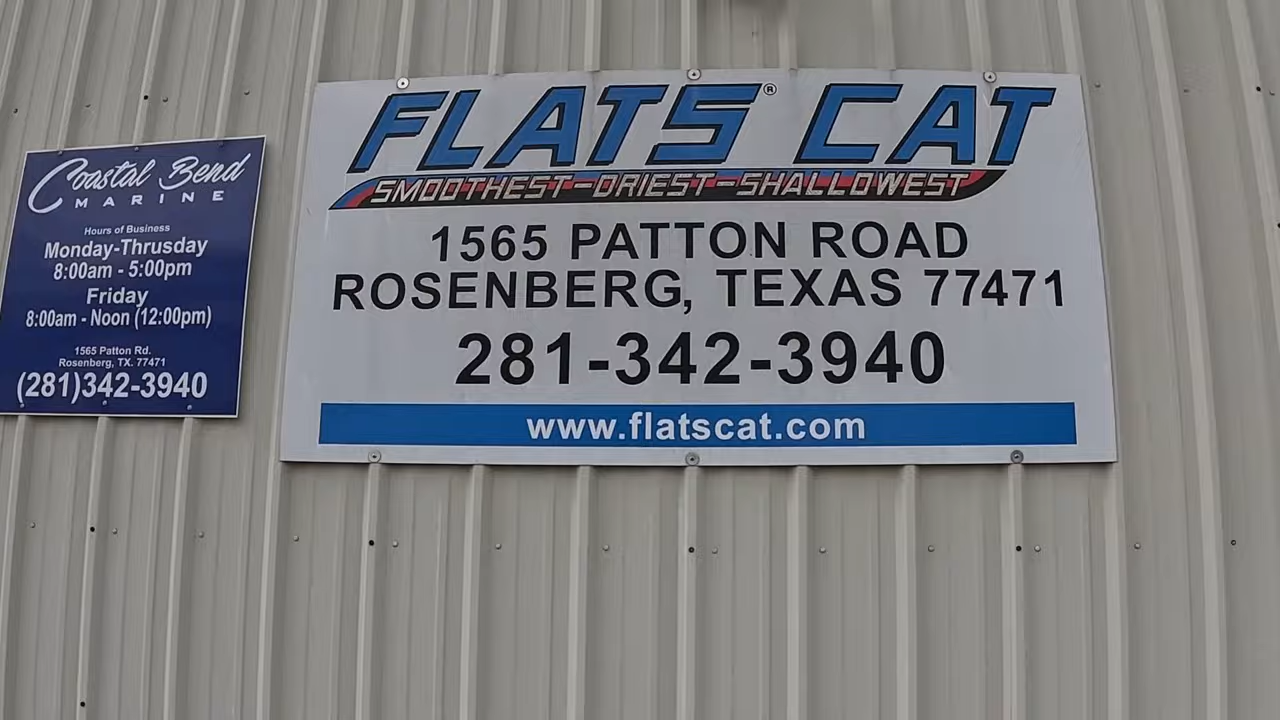 Coastal Bend
MARINE
Hours of Business
Monday-Thrusday
8:00am - 5:00pm
Friday
8:00am - Noon (12:00pm)
1565 Patton Rd.
Rosenberg, TX. 77471
(281)342-3940
FLATS CAT®
SMOOTHEST-DRIEST-SHALLOWEST
1565 PATTON ROAD
ROSENBERG, TEXAS 77471
281-342-3940
www.flatscat.com